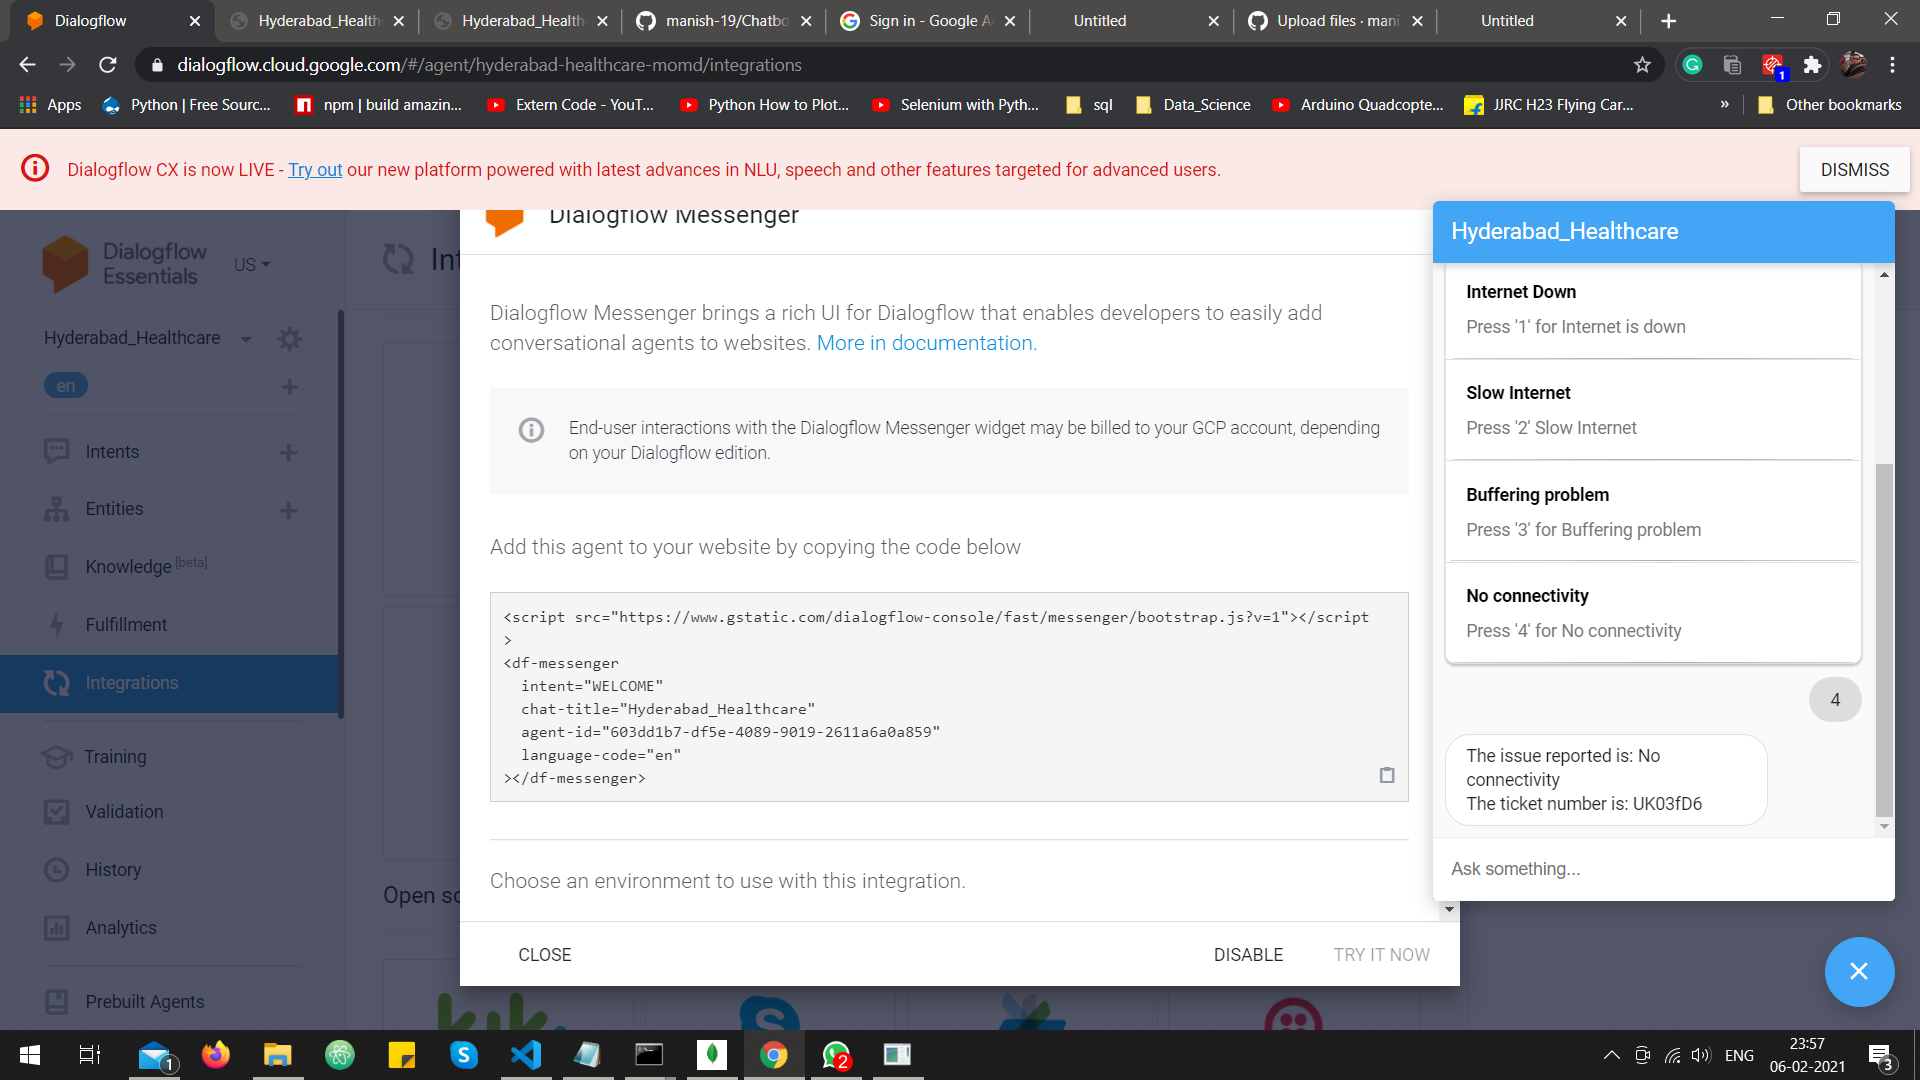 Dialogflow
Hyderabad_Health
Hyderabad_Health
manish-19/Chatbo
Sign in - Google A
Untitled
Upload files · mani
Untitled
dialogflow.cloud.google.com/#/agent/hyderabad-healthcare-momd/integrations
1
Apps
Python | Free Sourc...
npm | build amazin...
Extern Code - YouT...
Python How to Plot...
Selenium with Pyth...
sql
Data_Science
Arduino Quadcopte...
JJRC H23 Flying Car...
»
Other bookmarks
Dialogflow CX is now LIVE - Try out our new platform powered with latest advances in NLU, speech and other features targeted for advanced users.
DISMISS
Dialogflow
Essentials
US
Hyderabad_Healthcare
en
Intents
Entities
Knowledge [beta]
Fulfillment
Integrations
Training
Validation
History
Analytics
Prebuilt Agents
Int
Open so
Dialogflow Messenger
Dialogflow Messenger brings a rich UI for Dialogflow that enables developers to easily add
conversational agents to websites. More in documentation.
End-user interactions with the Dialogflow Messenger widget may be billed to your GCP account, depending
on your Dialogflow edition.
Add this agent to your website by copying the code below
<script src="https://www.gstatic.com/dialogflow-console/fast/messenger/bootstrap.js?v=1"></script
>
<df-messenger
intent="WELCOME"
chat-title="Hyderabad_Healthcare"
agent-id="603dd1b7-df5e-4089-9019-2611a6a0a859"
language-code="en"
></df-messenger>
Choose an environment to use with this integration.
CLOSE
DISABLE
TRY IT NOW
kik
Hyderabad_Healthcare
Internet Down
Press '1' for Internet is down
Slow Internet
Press '2' Slow Internet
Buffering problem
Press '3' for Buffering problem
No connectivity
Press '4' for No connectivity
4
The issue reported is: No
connectivity
The ticket number is: UK03fD6
Ask something...
1
2
ENG
23:57
06-02-2021
3